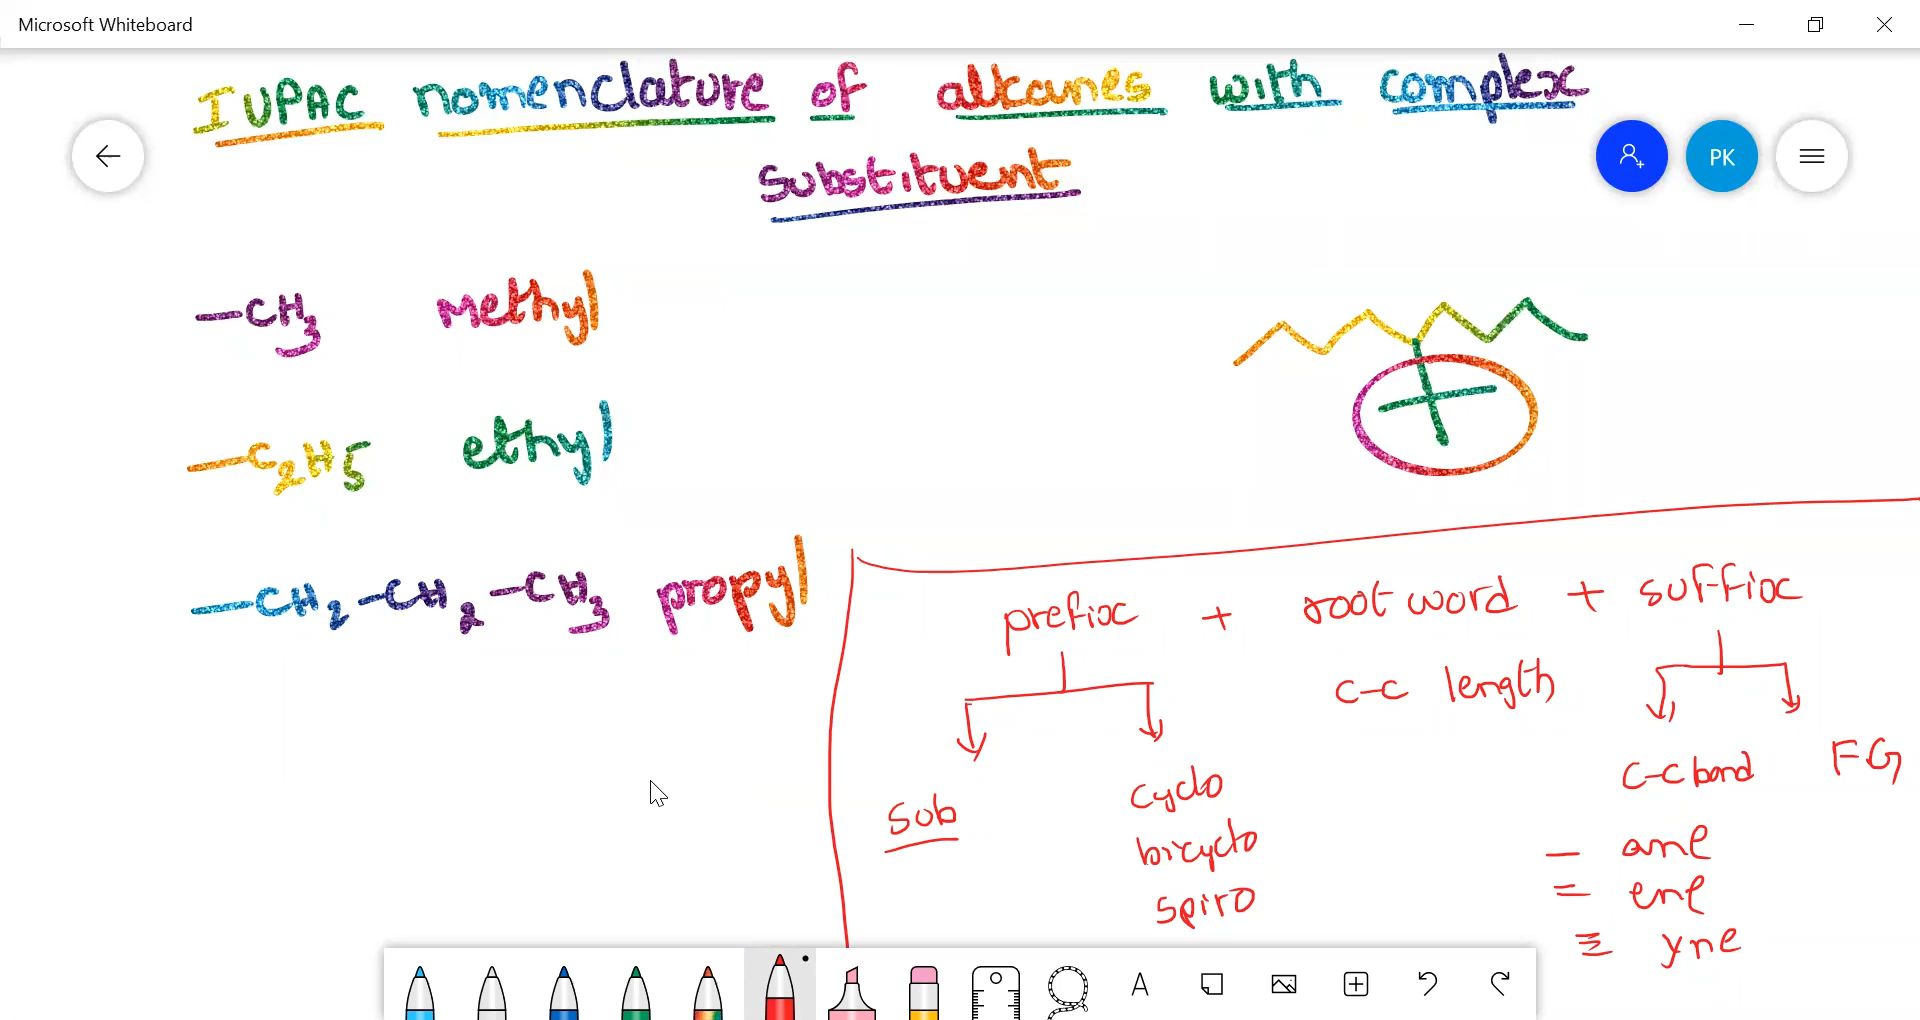 Microsoft Whiteboard
IUPAC nomenclature of alkanes with complex
Substituent
PK
—CH3 Methyl
—C2H5 ethyl
—CH2—CH2—CH3 propyl
prefix + root word + suffix
C-C length
Sub
cyclo
bicyclo
spiro
C-C bond FG
— ane
= ene
≡ yne
A